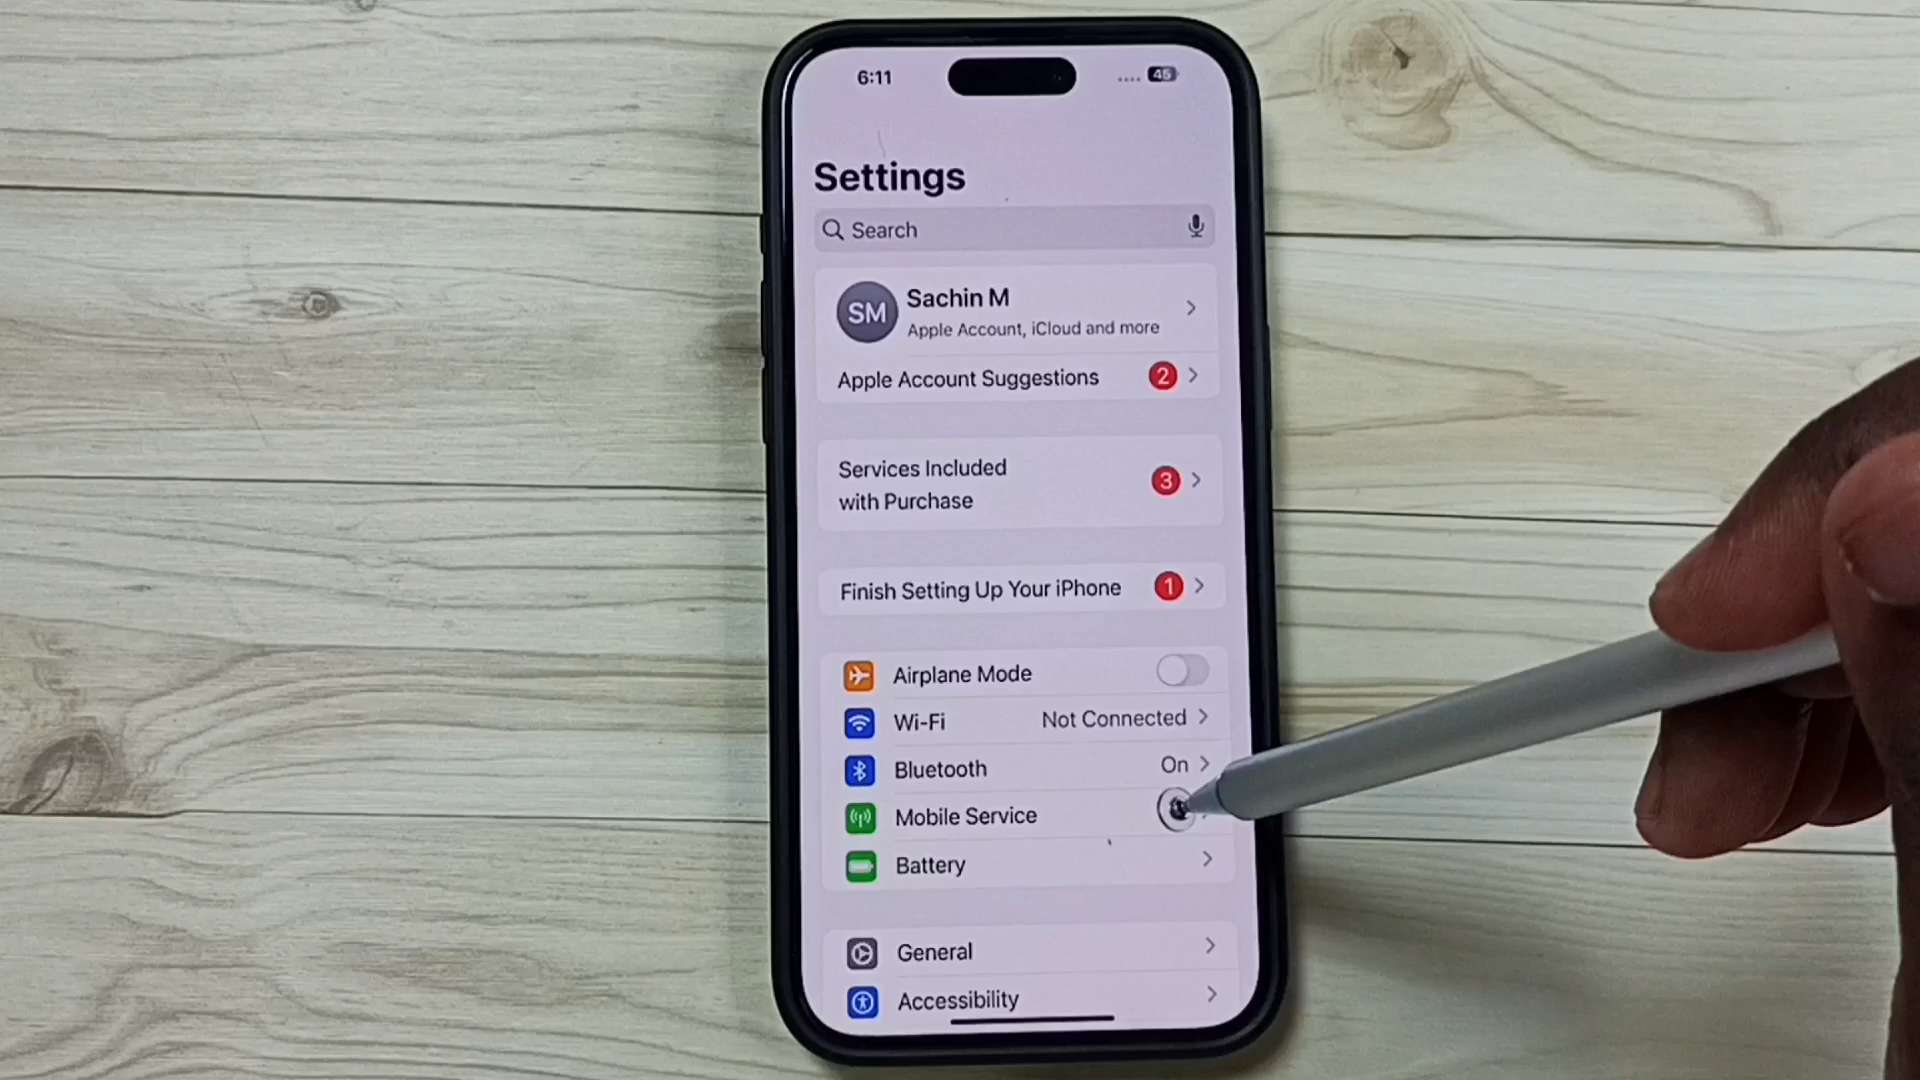 6:11
45
Settings
Search
SM
Sachin M
Apple Account, iCloud and more
Apple Account Suggestions 2
Services Included
with Purchase
3
Finish Setting Up Your iPhone 1
Airplane Mode
Wi-Fi Not Connected
Bluetooth On
Mobile Service
Battery
General
Accessibility